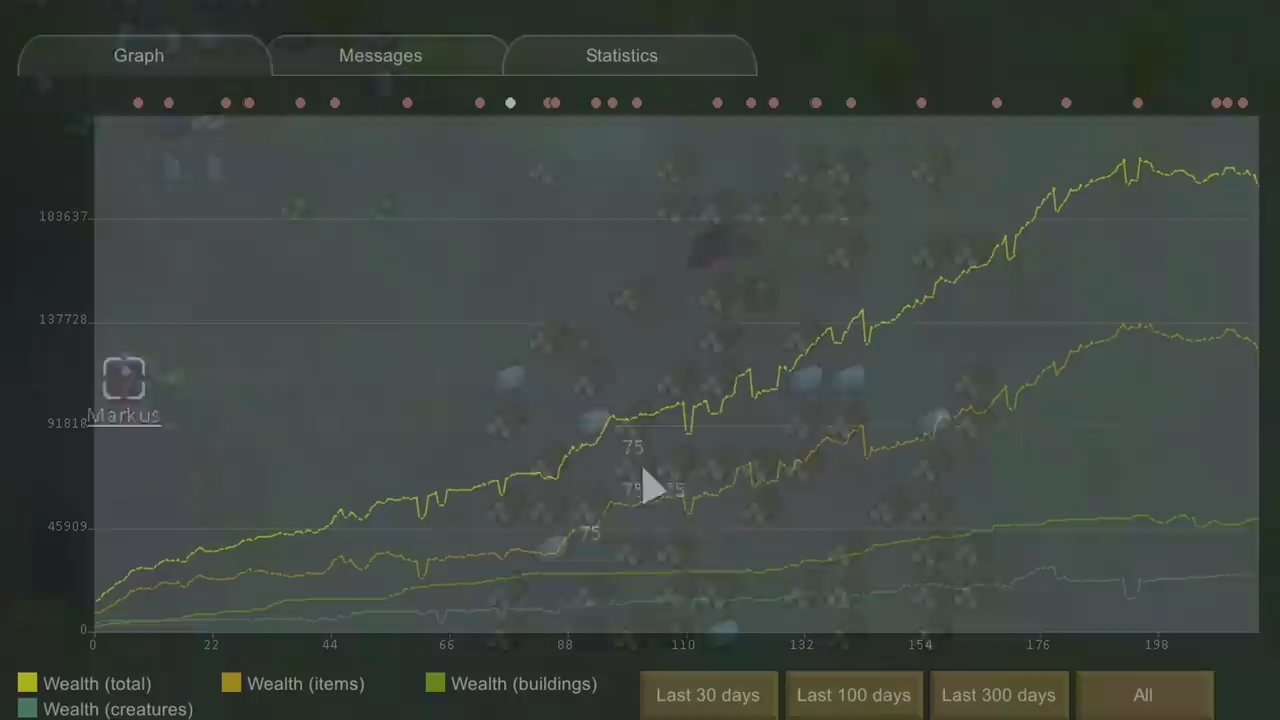 Graph Messages Statistics
183637
137728
Markus
91818
75
75
75
45909
0
0 22 44 66 88 110 132 154 176 198
Wealth (total) Wealth (items) Wealth (buildings)
Wealth (creatures)
Last 30 days Last 100 days Last 300 days All